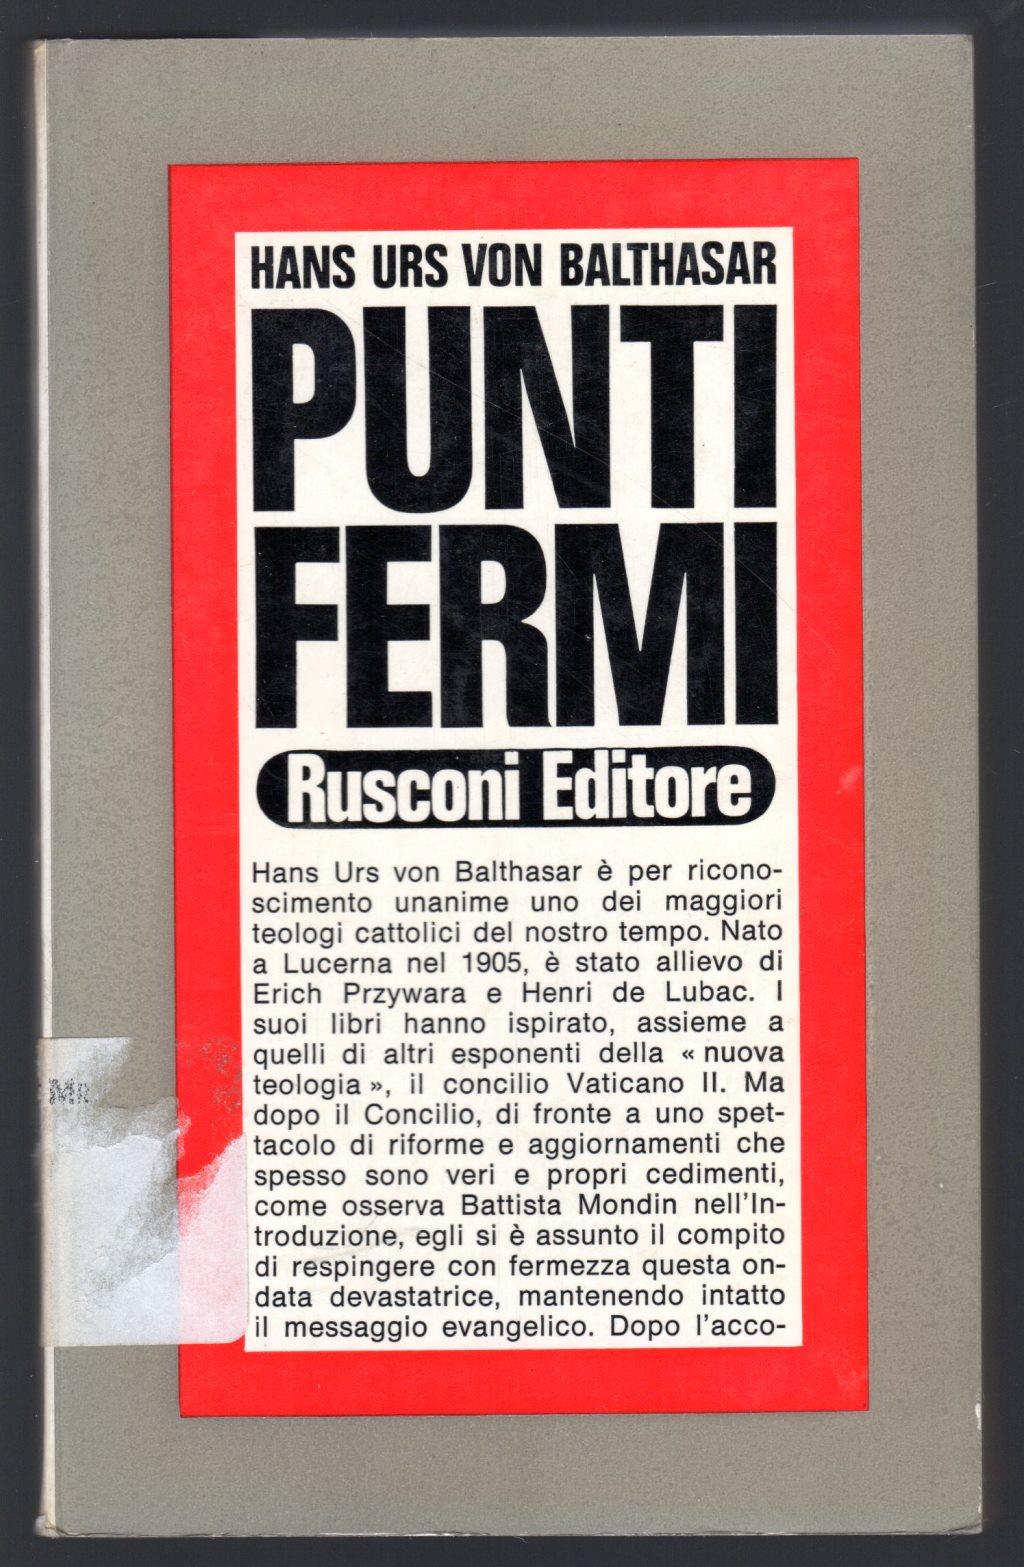 HANS URS VON BALTHASAR
PUNTI
FERMI
Rusconi Editore
Hans Urs von Balthasar è per ricono-
scimento unanime uno dei maggiori
teologi cattolici del nostro tempo. Nato
a Lucerna nel 1905, è stato allievo di
Erich Przywara e Henri de Lubac. I
suoi libri hanno ispirato, assieme a
quelli di altri esponenti della « nuova
teologia », il concilio Vaticano II. Ma
dopo il Concilio, di fronte a uno spet-
tacolo di riforme e aggiornamenti che
spesso sono veri e propri cedimenti,
come osserva Battista Mondin nell'In-
troduzione, egli si è assunto il compito
di respingere con fermezza questa on-
data devastatrice, mantenendo intatto
il messaggio evangelico. Dopo l'acco-